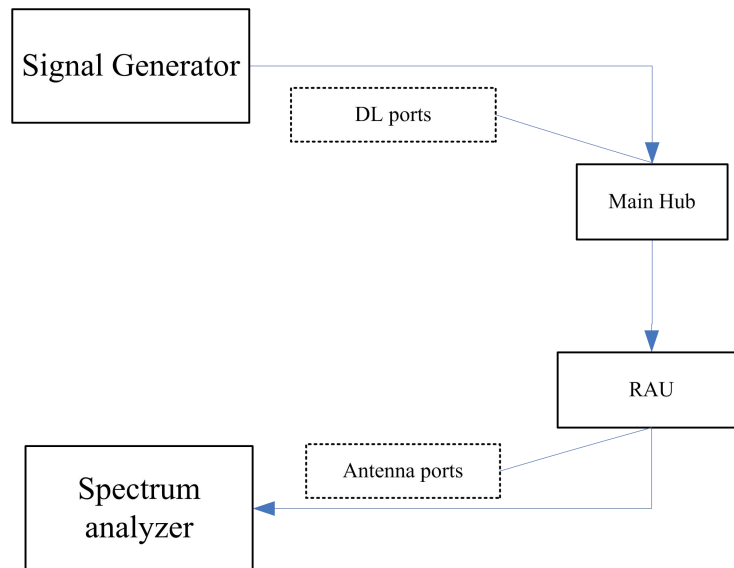 Signal Generator
DL ports
Main Hub
RAU
Antenna ports
Spectrum
analyzer